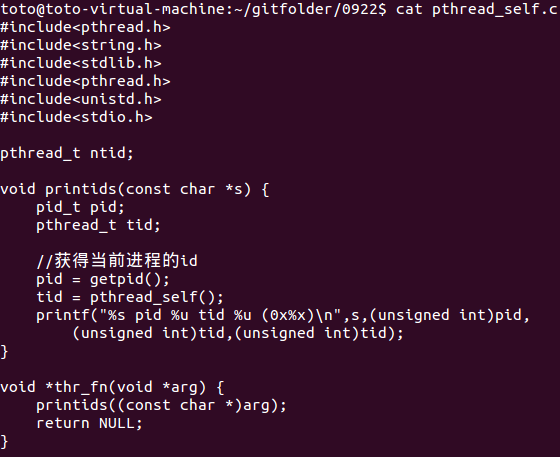 toto@toto-virtual-machine:~/gitfolder/0922$ cat pthread_self.c
#include<pthread.h>
#include<string.h>
#include<stdlib.h>
#include<pthread.h>
#include<unistd.h>
#include<stdio.h>

pthread_t ntid;

void printids(const char *s) {
    pid_t pid;
    pthread_t tid;

    //获得当前进程的id
    pid = getpid();
    tid = pthread_self();
    printf("%s pid %u tid %u (0x%x)\n",s,(unsigned int)pid,
        (unsigned int)tid,(unsigned int)tid);
}

void *thr_fn(void *arg) {
    printids((const char *)arg);
    return NULL;
}